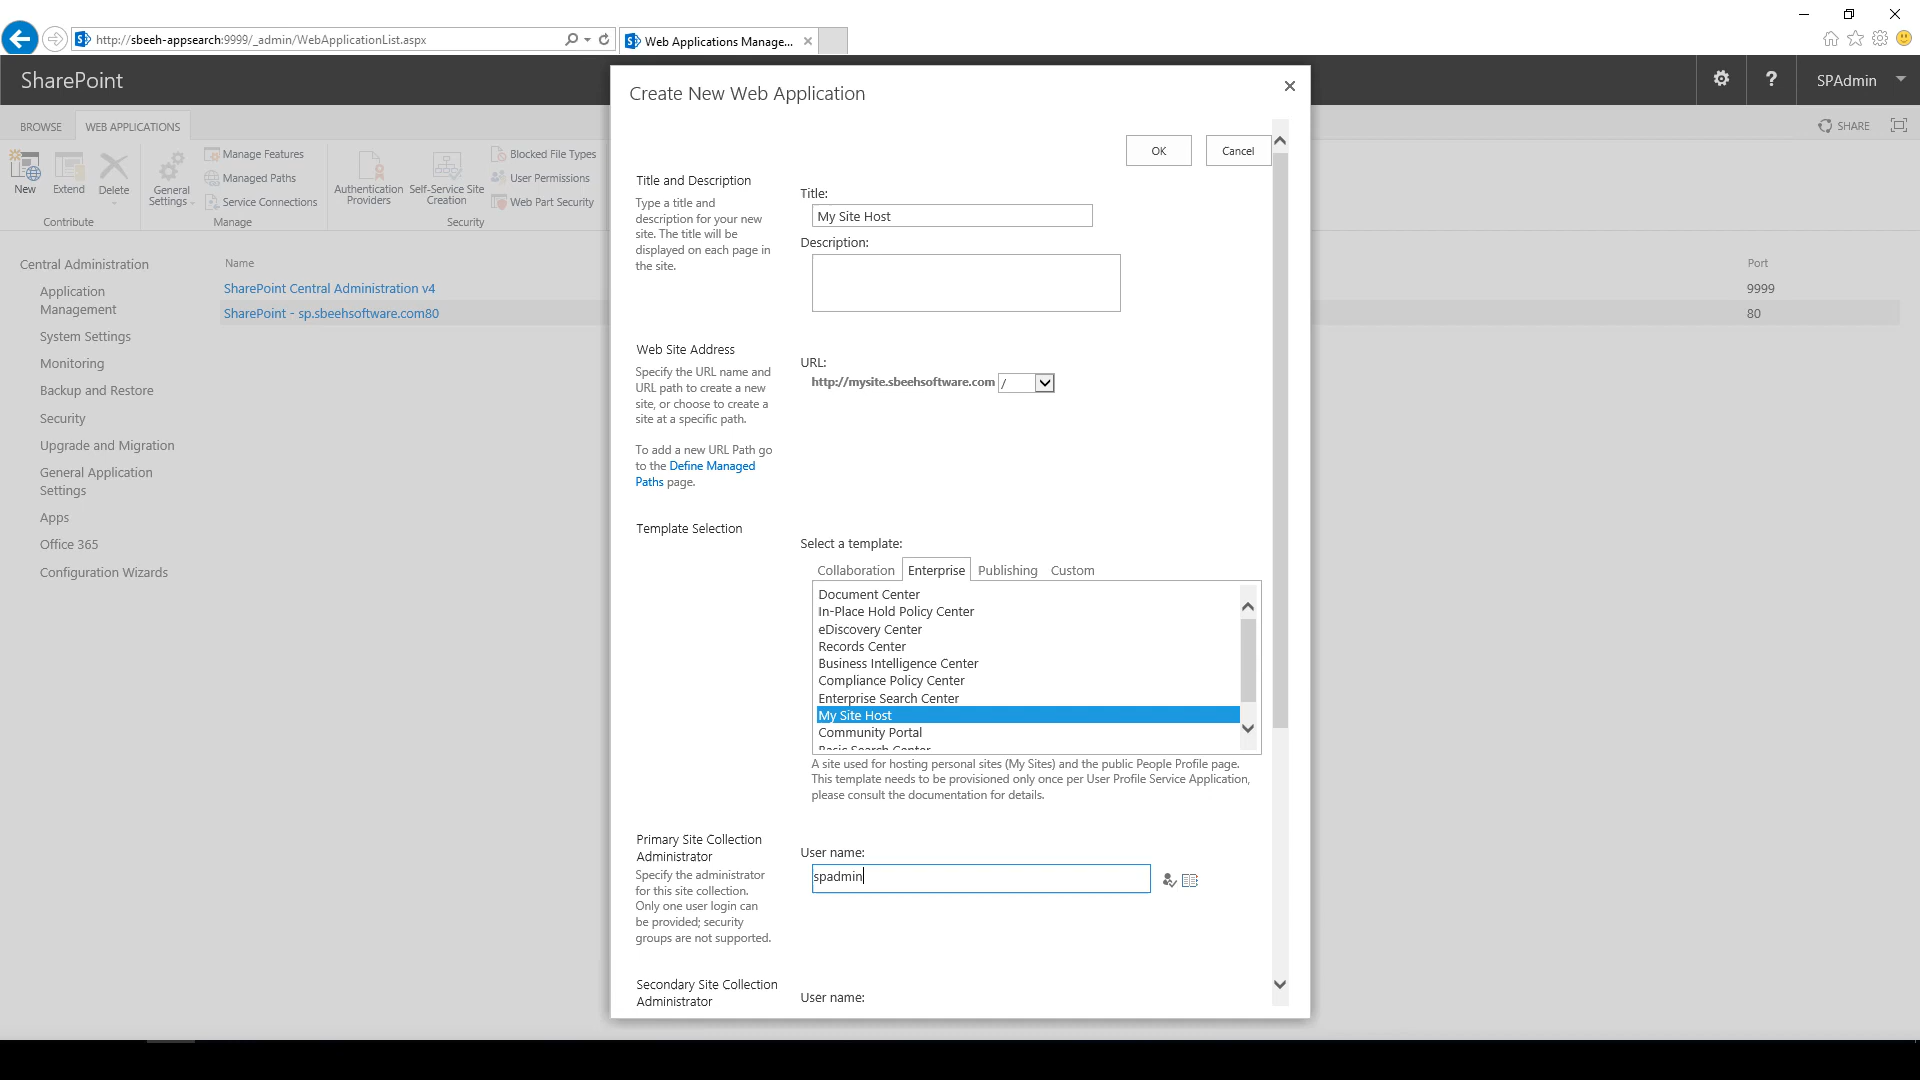 http://sbeeh-appsearch:9999/_admin/WebApplicationList.aspx
Web Applications Manage...
SharePoint
SPAdmin
BROWSE
WEB APPLICATIONS
SHARE
New
Extend
Delete
General
Settings
Manage Features
Managed Paths
Service Connections
Authentication
Providers
Self-Service Site
Creation
Blocked File Types
User Permissions
Web Part Security
Contribute
Manage
Security
Central Administration
Application
Management
System Settings
Monitoring
Backup and Restore
Security
Upgrade and Migration
General Application
Settings
Apps
Office 365
Configuration Wizards
Name
Port
SharePoint Central Administration v4
9999
SharePoint - sp.sbeehsoftware.com80
80
Create New Web Application
OK
Cancel
Title and Description
Type a title and
description for your new
site. The title will be
displayed on each page in
the site.
Title:
My Site Host
Description:
Web Site Address
Specify the URL name and
URL path to create a new
site, or choose to create a
site at a specific path.
To add a new URL Path go
to the Define Managed
Paths page.
URL:
http://mysite.sbeehsoftware.com /
Template Selection
Select a template:
Collaboration
Enterprise
Publishing
Custom
Document Center
In-Place Hold Policy Center
eDiscovery Center
Records Center
Business Intelligence Center
Compliance Policy Center
Enterprise Search Center
My Site Host
Community Portal
Basic Search Center
A site used for hosting personal sites (My Sites) and the public People Profile page.
This template needs to be provisioned only once per User Profile Service Application,
please consult the documentation for details.
Primary Site Collection
Administrator
Specify the administrator
for this site collection.
Only one user login can
be provided; security
groups are not supported.
User name:
spadmin
Secondary Site Collection
Administrator
User name: